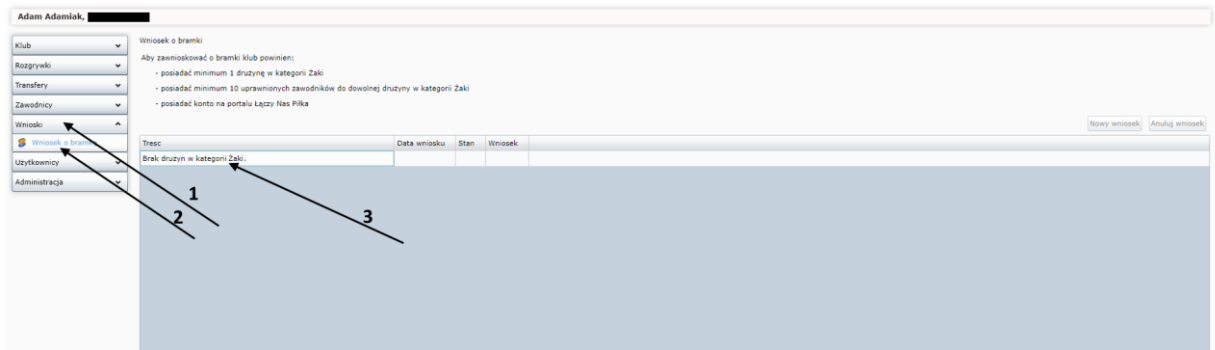 Adam Adamiak,
Klub
Rozgrywki
Transfery
Zawodnicy
Wnioski
Wniosek o bramki
Użytkownicy
Administracja
Wniosek o bramki
Aby zawnioskować o bramki klub powinien:
- posiadać minimum 1 drużynę w kategorii Żaki
- posiadać minimum 10 uprawnionych zawodników do dowolnej drużyny w kategorii Żaki
- posiadać konto na portalu Łączy Nas Piłka
Nowy wniosek Anuluj wniosek
Tresc Data wniosku Stan Wniosek
Brak drużyn w kategorii Żaki.
1
2
3